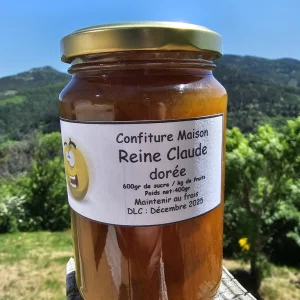 Confiture Maison
Reine Claude
dorée
600gr de sucre / kg de fruits
Poids net:400gr
Maintenir au frais
DLC : Décembre 2025